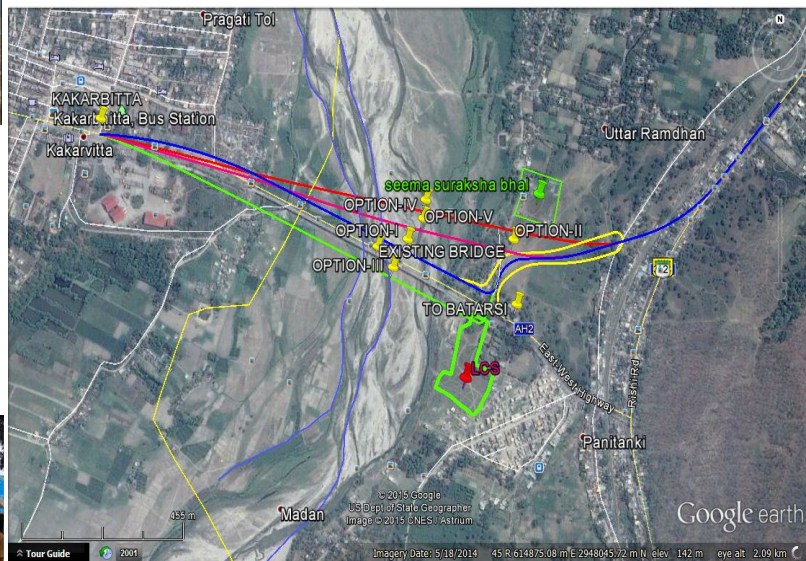 Pragati Tol
N
KAKARBITTA
Kakarbhitta, Bus Station
Kakarvitta
Uttar Ramdhan
seema suraksha bhal
OPTION-IV
OPTION-V
OPTION-I
OPTION-II
EXISTING BRIDGE
OPTION-III
TO BATARSI
AH2
LCS
East-West Highway
Rishi Rd
Panitanki
Madan
455 m
© 2015 Google
US Dept of State Geographer
Image © 2015 CNES / Astrium
Google earth
Tour Guide
2001
Imagery Date: 5/18/2014 45 R 614875.08 m E 2948045.72 m N elev 142 m eye alt 2.09 km